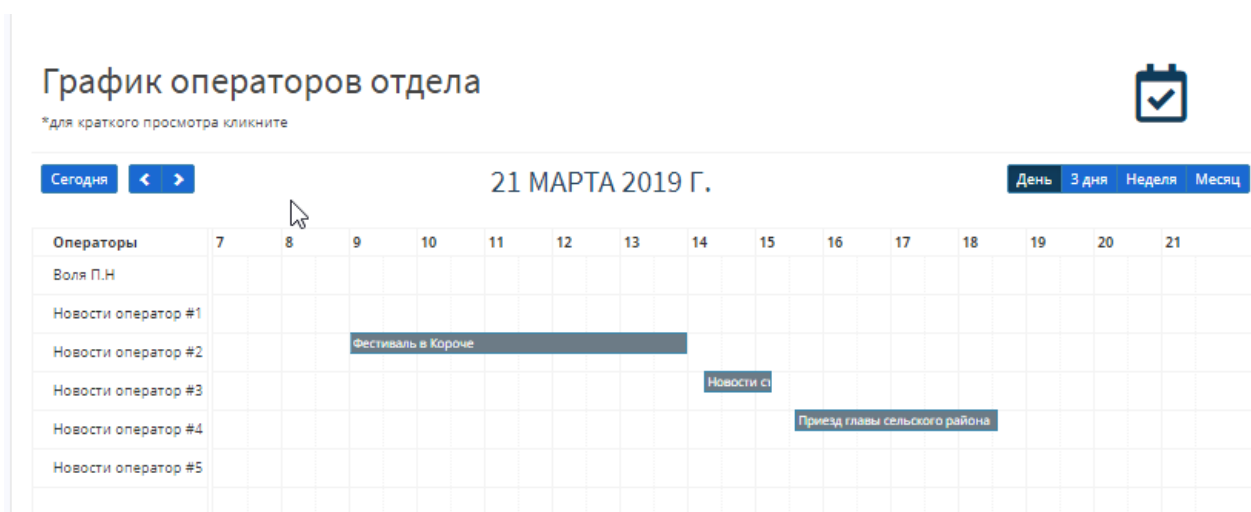 График операторов отдела
*для краткого просмотра кликните
Сегодня
21 МАРТА 2019 Г.
День 3 дня Неделя Месяц
Операторы 7 8 9 10 11 12 13 14 15 16 17 18 19 20 21
Воля П.Н
Новости оператор #1
Новости оператор #2
Фестиваль в Короче
Новости оператор #3
Новости
Новости оператор #4
Приезд главы сельского района
Новости оператор #5